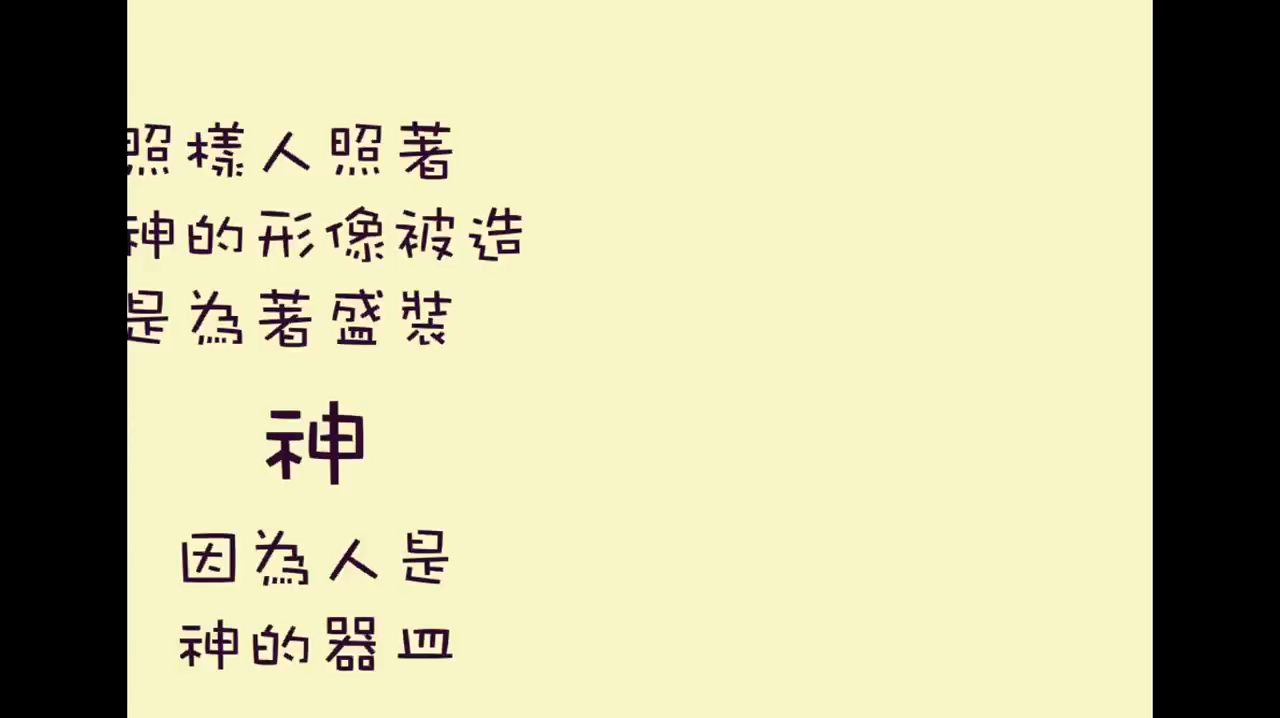 照樣人照著
神的形像被造
是為著盛裝
神
因為人是
神的器皿